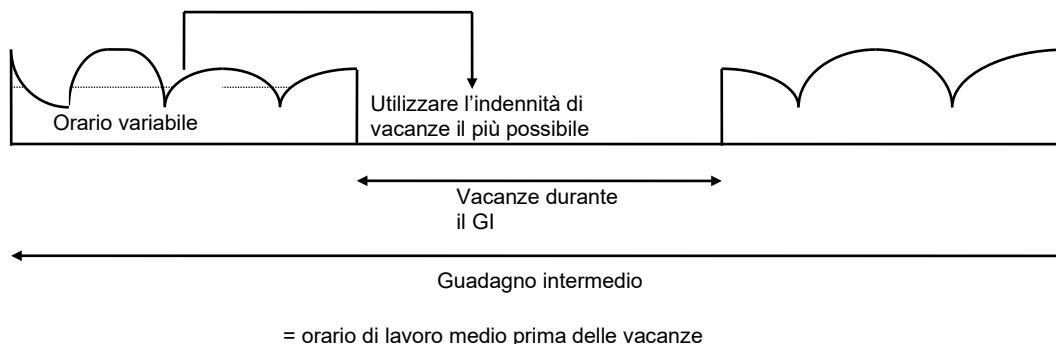 Orario variabile
Utilizzare l'indennità di
vacanze il più possibile
Vacanze durante
il GI
Guadagno intermedio
= orario di lavoro medio prima delle vacanze